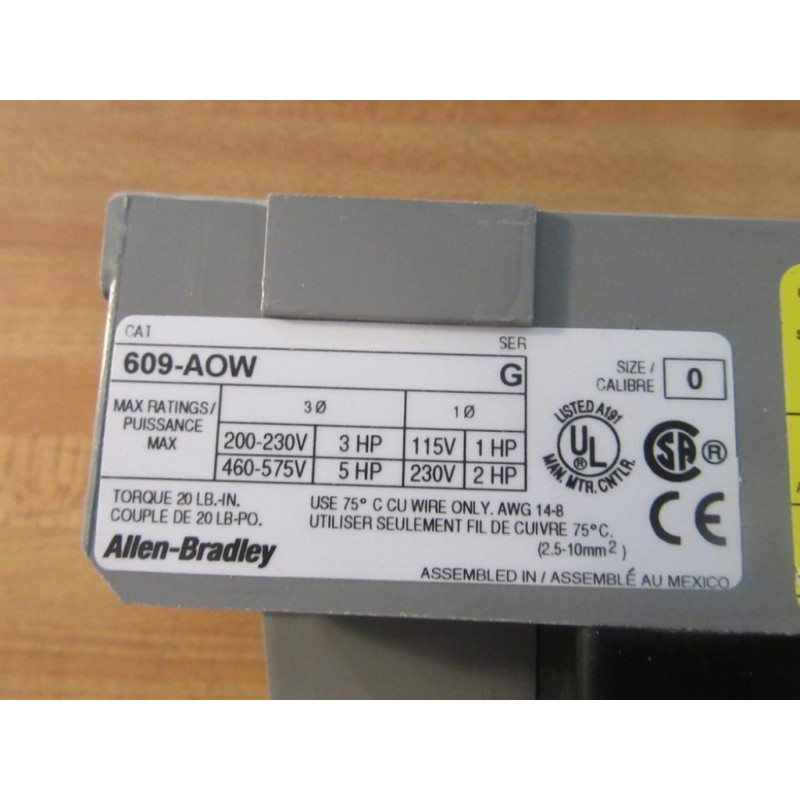 CAT
SER
609-AOW
G
SIZE /
CALIBRE
0
MAX RATINGS/
PUISSANCE
MAX
3 Ø
1 Ø
200-230V
3 HP
115V
1 HP
460-575V
5 HP
230V
2 HP
LISTED A191
UL
®
MAN. MTR. CNTLR.
SA ®
CE
TORQUE 20 LB.-IN.
COUPLE DE 20 LB-PO.
USE 75° C CU WIRE ONLY. AWG 14-8
UTILISER SEULEMENT FIL DE CUIVRE 75°C.
(2.5-10mm²)
Allen-Bradley
ASSEMBLED IN / ASSEMBLÉ AU MEXICO